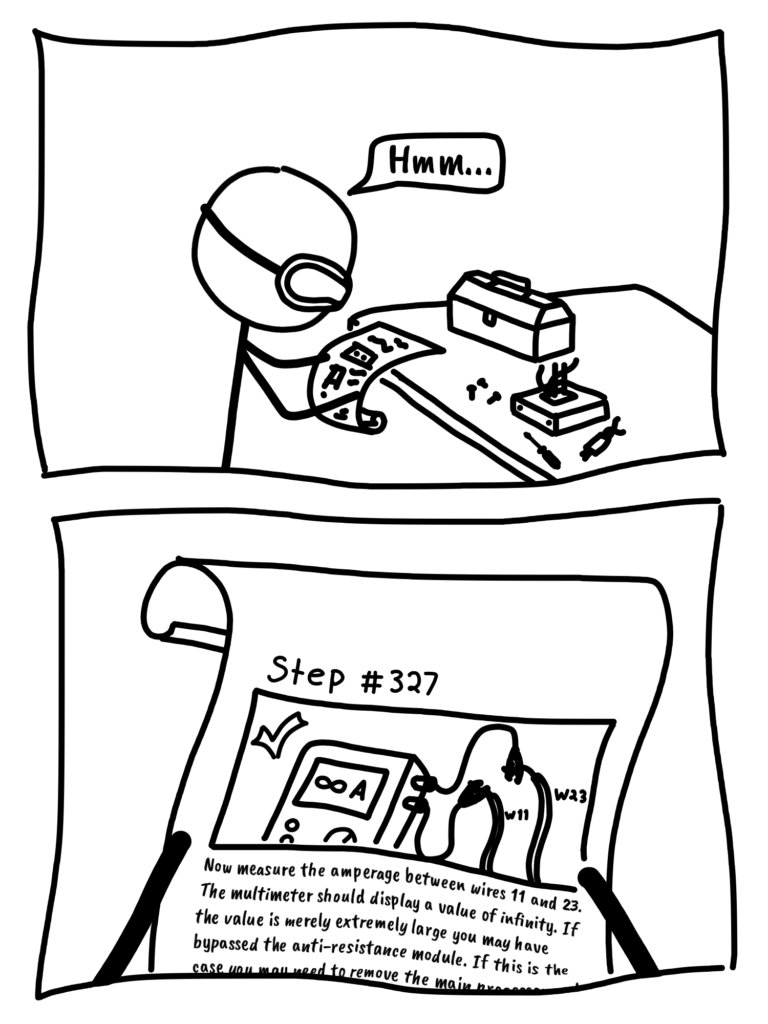 Hmm...
Step #327
∞ A
W11
W23
Now measure the amperage between wires 11 and 23.
The multimeter should display a value of infinity. If
the value is merely extremely large you may have
bypassed the anti-resistance module. If this is the
case you may need to remove the main